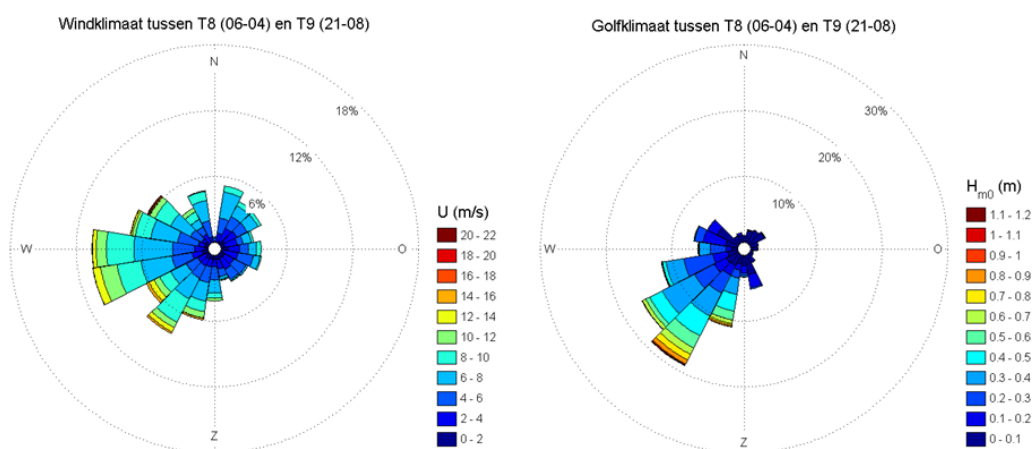 Windklimaat tussen T8 (06-04) en T9 (21-08)
N
18%
12%
6%
W
O
Z
U (m/s)
20 - 22
18 - 20
16 - 18
14 - 16
12 - 14
10 - 12
8 - 10
6 - 8
4 - 6
2 - 4
0 - 2
Golfklimaat tussen T8 (06-04) en T9 (21-08)
N
30%
20%
10%
W
O
Z
Hm0 (m)
1.1 - 1.2
1 - 1.1
0.9 - 1
0.8 - 0.9
0.7 - 0.8
0.6 - 0.7
0.5 - 0.6
0.4 - 0.5
0.3 - 0.4
0.2 - 0.3
0.1 - 0.2
0 - 0.1